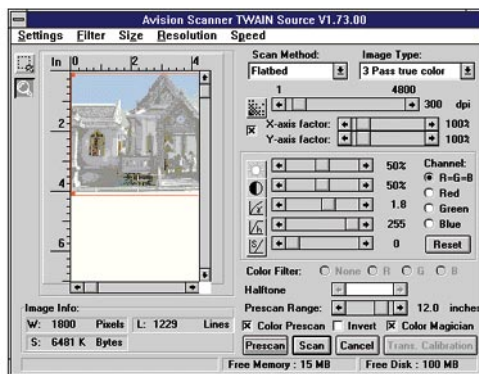 Avision Scanner TWAIN Source V1.73.00
Settings Filter Size Resolution Speed
Scan Method: Image Type:
Flatbed 3 Pass true color
In 0 2 4
1 4800
300 dpi
X-axis factor: 100%
Y-axis factor: 100%
2
4
6
50% Channel:
50% R=G=B
1.8 Red
255 Green
0 Blue
Reset
Color Filter: None R G B
Halftone
Prescan Range: 12.0 inches
Color Prescan Invert Color Magician
Prescan Scan Cancel Trans. Calibration
Image Info:
W: 1800 Pixels L: 1229 Lines
S: 6481 K Bytes
Free Memory : 15 MB Free Disk : 100 MB